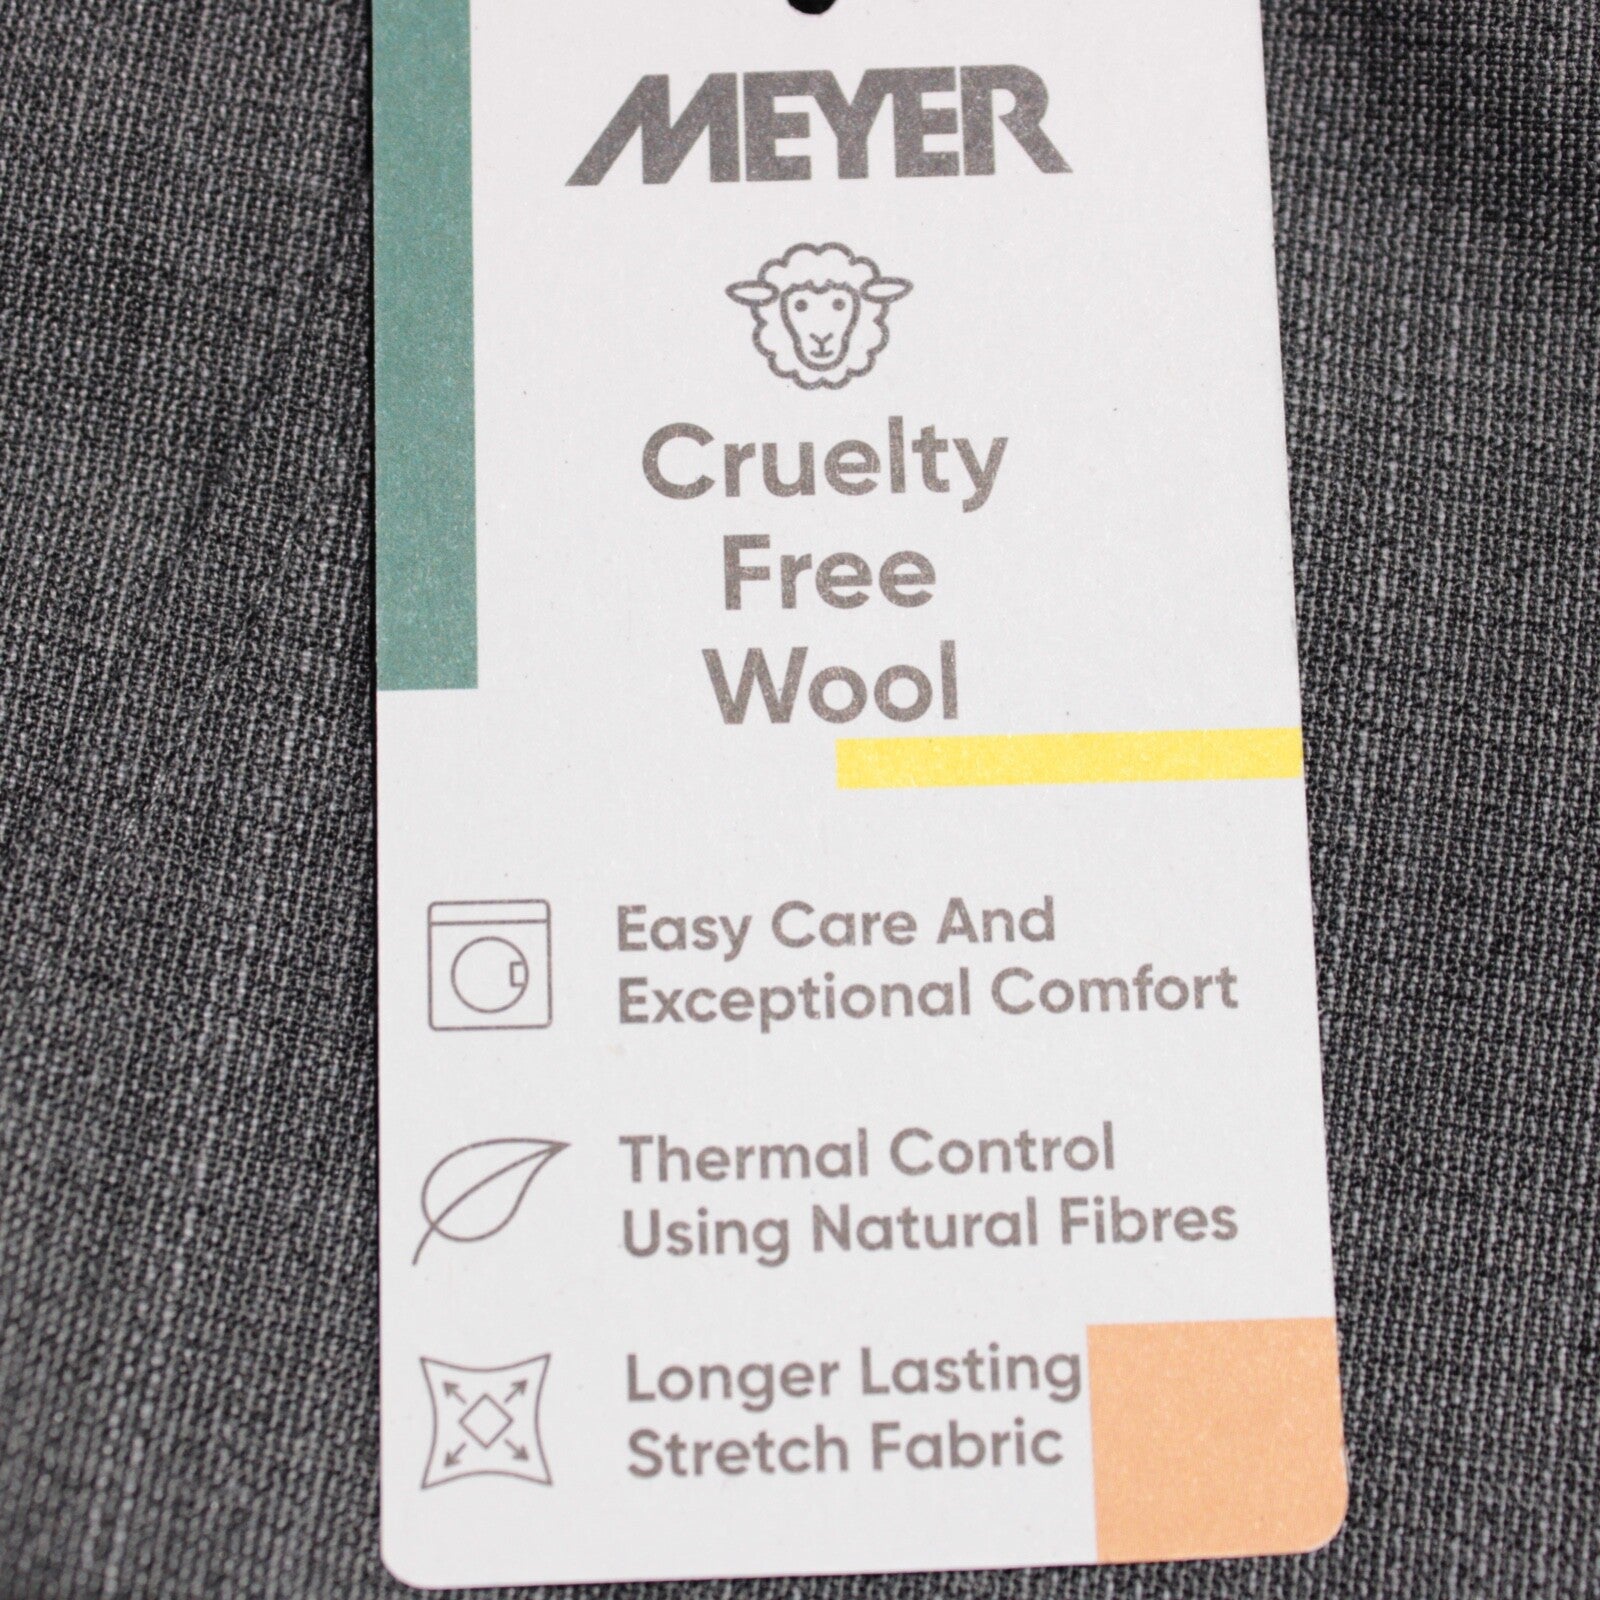 MEYER
Cruelty
Free
Wool
Easy Care And
Exceptional Comfort
Thermal Control
Using Natural Fibres
Longer Lasting
Stretch Fabric